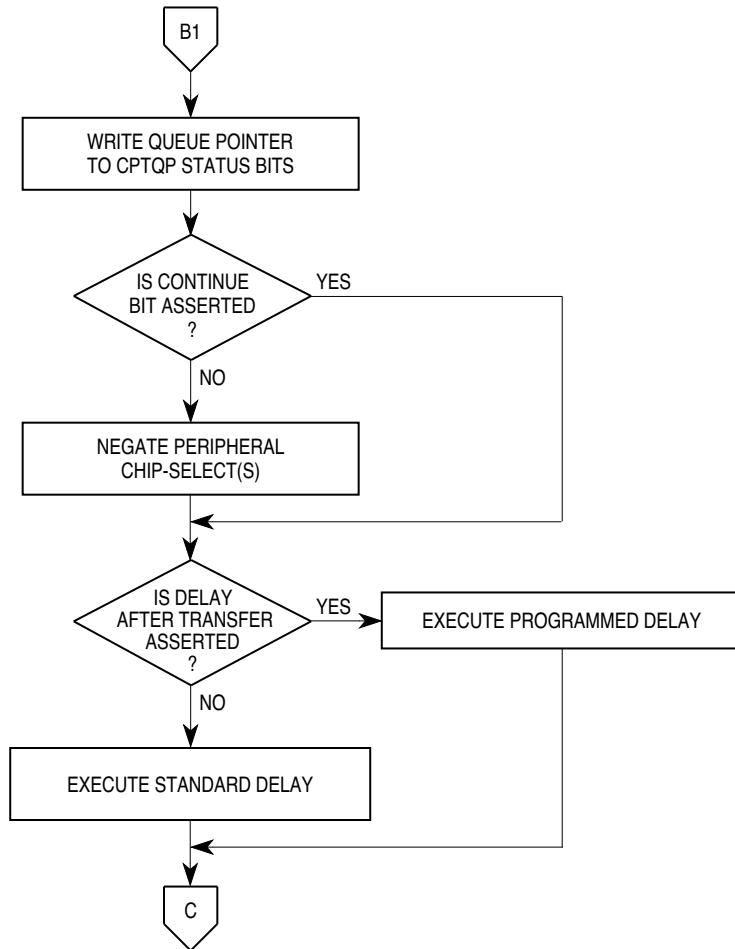 B1
WRITE QUEUE POINTER
TO CPTQP STATUS BITS
IS CONTINUE
BIT ASSERTED
?
YES
NO
NEGATE PERIPHERAL
CHIP-SELECT(S)
IS DELAY
AFTER TRANSFER
ASSERTED
?
YES
EXECUTE PROGRAMMED DELAY
NO
EXECUTE STANDARD DELAY
C